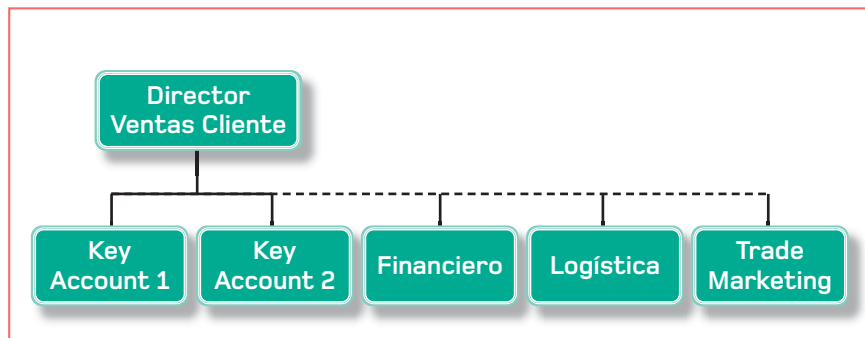 Director
Ventas Cliente
Key
Account 1
Key
Account 2
Financiero
Logística
Trade
Marketing